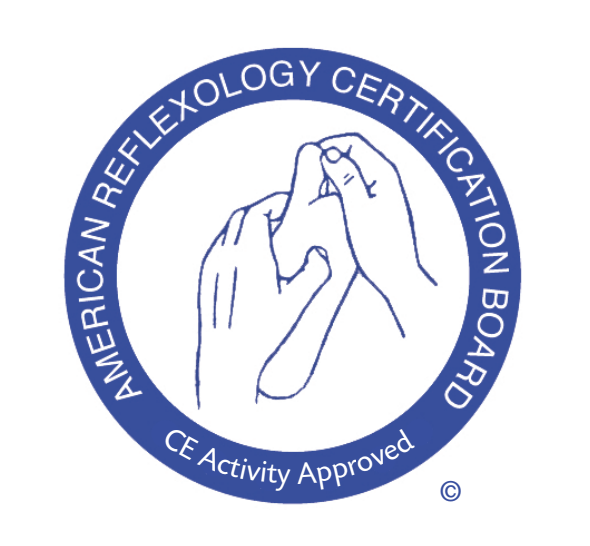 AMERICAN REFLEXOLOGY CERTIFICATION BOARD
CE Activity Approved
©